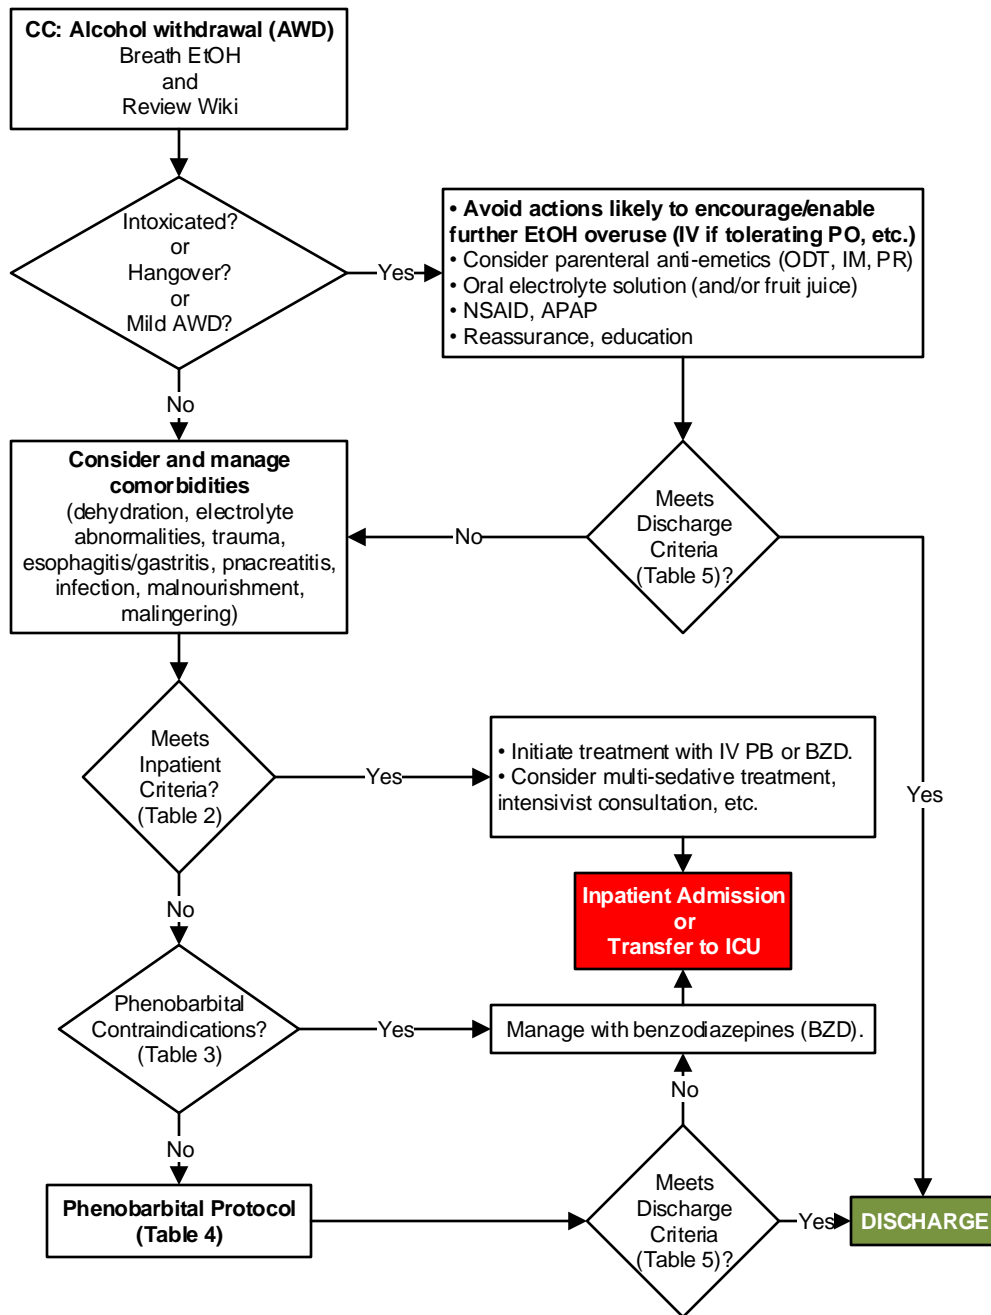 CC: Alcohol withdrawal (AWD)
Breath EtOH
and
Review Wiki
Intoxicated?
or
Hangover?
or
Mild AWD?
Yes
• Avoid actions likely to encourage/enable
further EtOH overuse (IV if tolerating PO, etc.)
• Consider parenteral anti-emetics (ODT, IM, PR)
• Oral electrolyte solution (and/or fruit juice)
• NSAID, APAP
• Reassurance, education
No
Consider and manage
comorbidities
(dehydration, electrolyte
abnormalities, trauma,
esophagitis/gastritis, pnacreatitis,
infection, malnourishment,
malingering)
No
Meets
Discharge
Criteria
(Table 5)?
Yes
Meets
Inpatient
Criteria?
(Table 2)
Yes
• Initiate treatment with IV PB or BZD.
• Consider multi-sedative treatment,
intensivist consultation, etc.
Inpatient Admission
or
Transfer to ICU
No
Phenobarbital
Contraindications?
(Table 3)
Yes
Manage with benzodiazepines (BZD).
No
No
Phenobarbital Protocol
(Table 4)
Meets
Discharge
Criteria
(Table 5)?
Yes
DISCHARGE